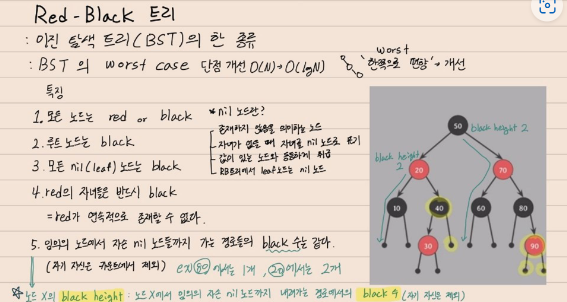 Red-Black 트리
: 이진 탐색 트리(BST)의 한 종류
: BST의 worst case 단점 개선 O(N)→O(lgN)
worst
한쪽으로 편향 → 개선
특징
1. 모든 노드는 red or black
2. 루트 노드는 black
3. 모든 nil(leaf) 노드는 black
4. red의 자녀들은 반드시 black
= red가 연속적으로 존재할 수 없다.
5. 임의의 노드에서 자손 nil 노드들까지 가는 경로들의 black 수는 같다.
(자기 자신은 카운트에서 제외)
ex) 80에서는 1개, 20에서는 2개
* nil 노드란?
존재하지 않음을 의미하는 노드
자녀가 없을 때 자녀를 nil 노드로 표기
값이 있는 노드와 동등하게 취급
RB트리에서 leaf노드는 nil 노드
50
black height 2
black height
2
20
70
10
40
60
80
30
90
노드 X의 black height : 노드 X에서 임의의 자손 nil 노드까지 내려가는 경로에서의 black 수 (자기 자신은 제외)